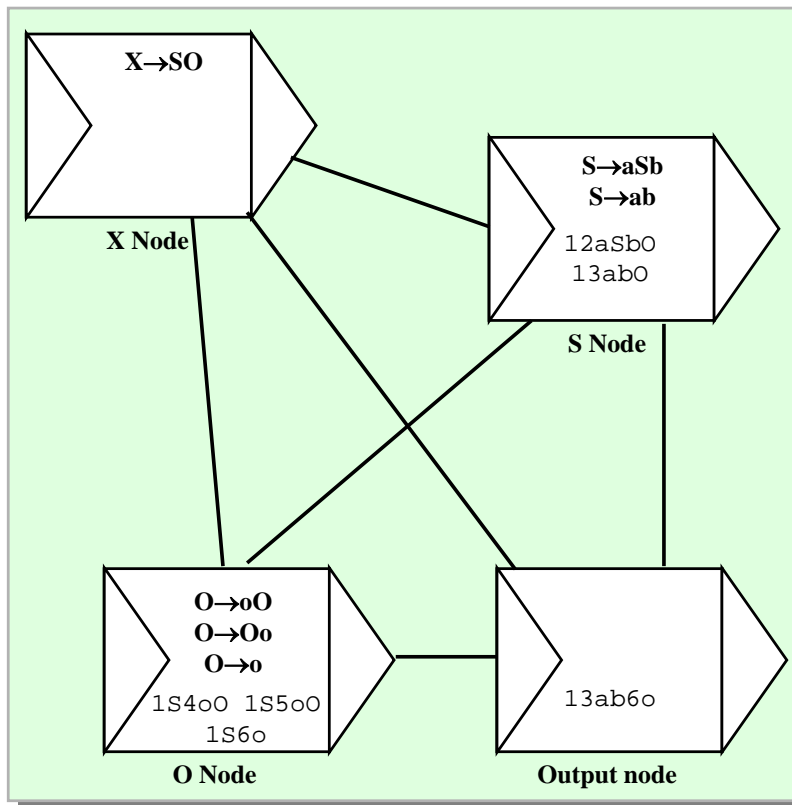 X→SO
X Node
S→aSb
S→ab
12aSbO
13abO
S Node
O→oO
O→Oo
O→o
1S4oO 1S5oO
1S6o
O Node
13ab6o
Output node